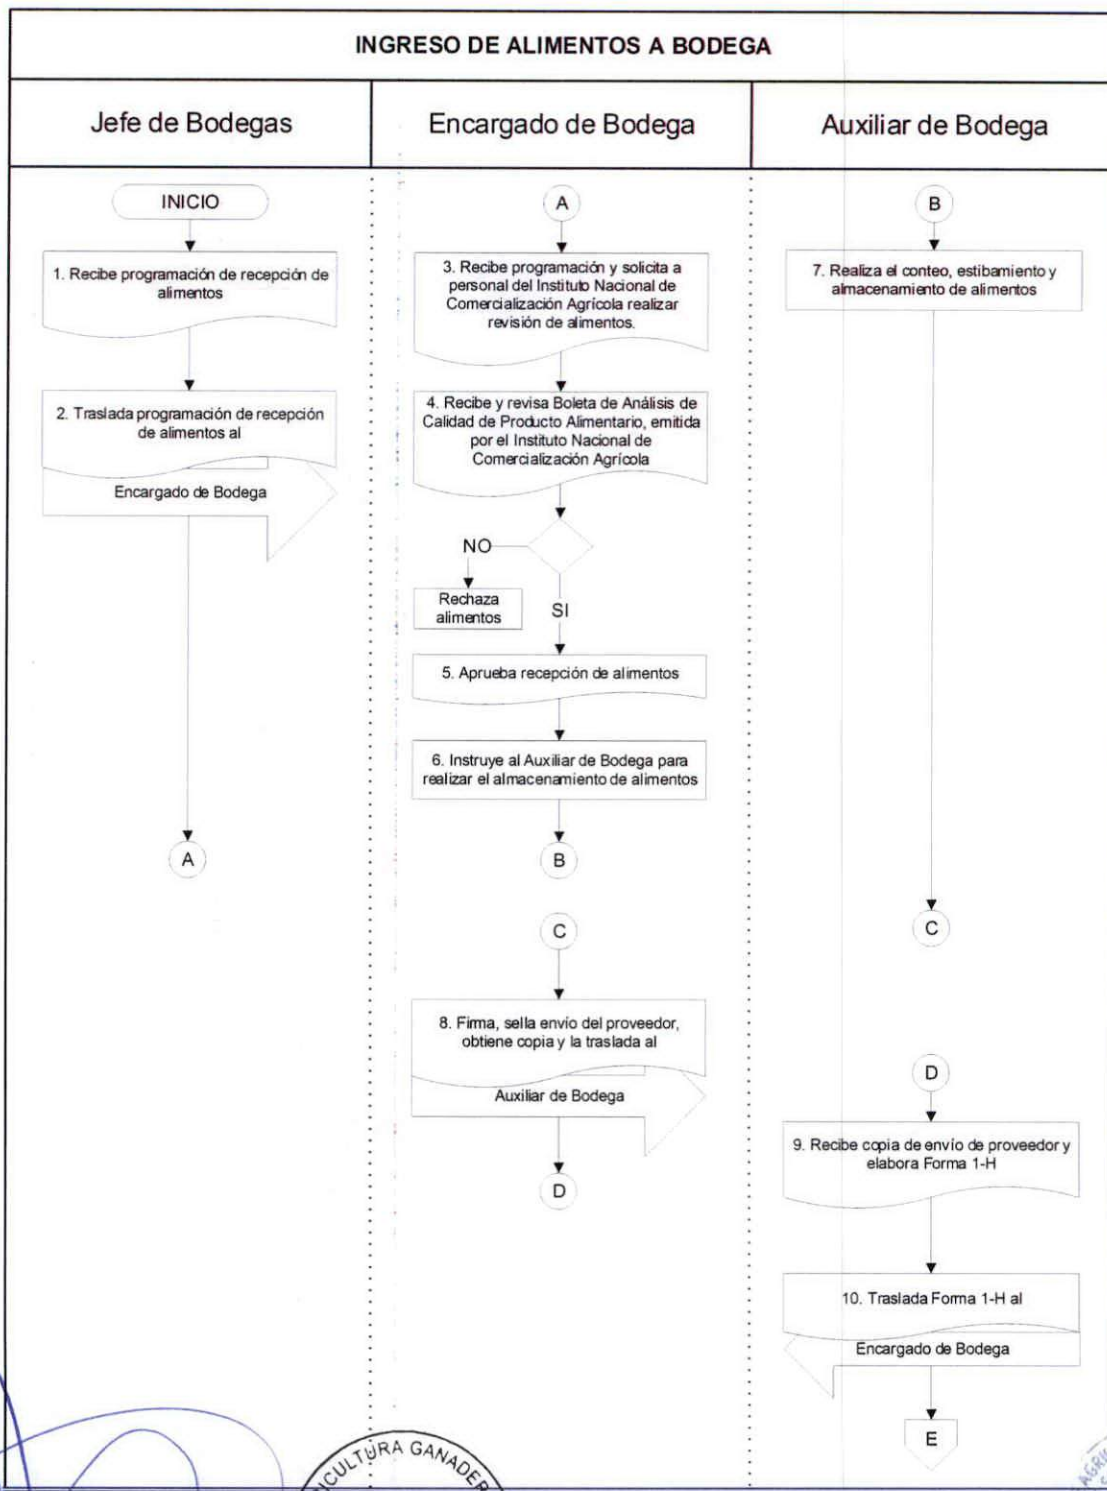 INGRESO DE ALIMENTOS A BODEGA
Jefe de Bodegas
Encargado de Bodega
Auxiliar de Bodega
INICIO
1. Recibe programación de recepción de
alimentos
2. Traslada programación de recepción
de alimentos al
Encargado de Bodega
A
A
3. Recibe programación y solicita a
personal del Instituto Nacional de
Comercialización Agrícola realizar
revisión de alimentos.
4. Recibe y revisa Boleta de Análisis de
Calidad de Producto Alimentario, emitida
por el Instituto Nacional de
Comercialización Agrícola
NO
Rechaza
alimentos
SI
5. Aprueba recepción de alimentos
6. Instruye al Auxiliar de Bodega para
realizar el almacenamiento de alimentos
B
C
8. Firma, sella envío del proveedor,
obtiene copia y la traslada al
Auxiliar de Bodega
D
B
7. Realiza el conteo, estibamiento y
almacenamiento de alimentos
C
D
9. Recibe copia de envío de proveedor y
elabora Forma 1-H
10. Traslada Forma 1-H al
Encargado de Bodega
E
ICULTURA GANADER
AGRI